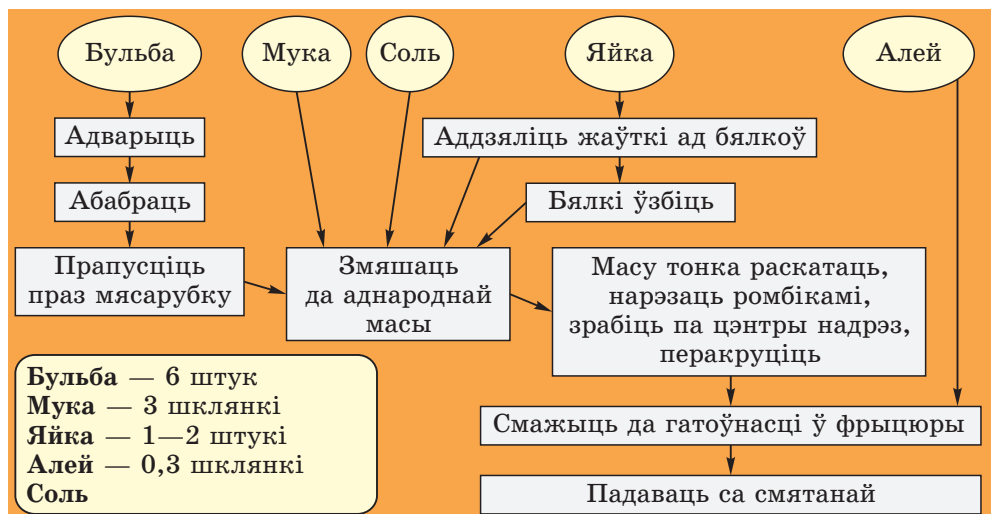 Бульба
Мука
Соль
Яйка
Алей
Адварыць
Аддзяліць жаўткі ад бялкоў
Абабраць
Бялкі ўзбіць
Прапусціць
праз мясарубку
Змяшаць
да аднароднай
масы
Масу тонка раскатаць,
нарэзаць ромбікамі,
зрабіць па цэнтры надрэз,
перакруціць
Бульба — 6 штук
Мука — 3 шклянкі
Яйка — 1—2 штукі
Алей — 0,3 шклянкі
Соль
Смажыць да гатоўнасці ў фрыцюры
Падаваць са смятанай